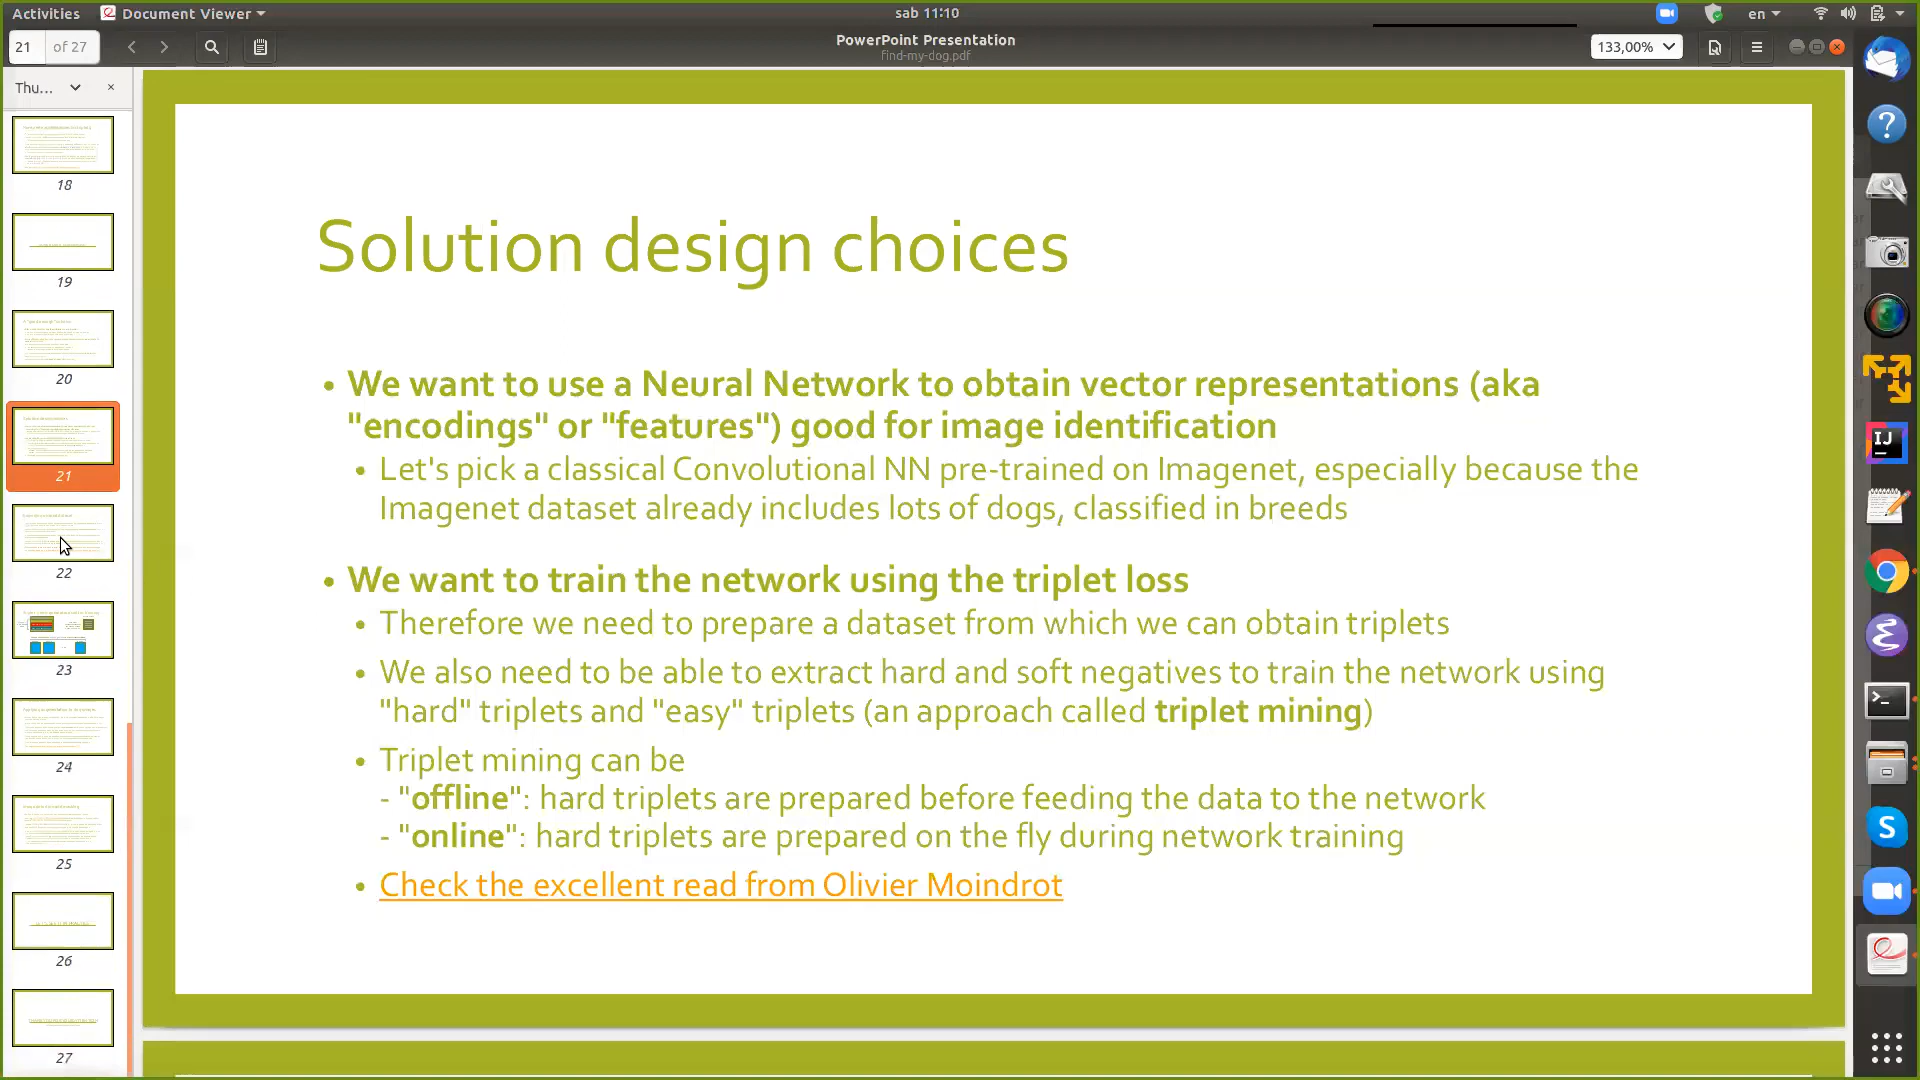 Activities Document Viewer sab 11:10 en
21 of 27 PowerPoint Presentation 133,00%
find-my-dog.pdf
Thu...
18
19
20
21
22
23
24
25
26
27
Solution design choices
• We want to use a Neural Network to obtain vector representations (aka
"encodings" or "features") good for image identification
• Let's pick a classical Convolutional NN pre-trained on Imagenet, especially because the
Imagenet dataset already includes lots of dogs, classified in breeds
• We want to train the network using the triplet loss
• Therefore we need to prepare a dataset from which we can obtain triplets
• We also need to be able to extract hard and soft negatives to train the network using
"hard" triplets and "easy" triplets (an approach called triplet mining)
• Triplet mining can be
- "offline": hard triplets are prepared before feeding the data to the network
- "online": hard triplets are prepared on the fly during network training
• Check the excellent read from Olivier Moindrot